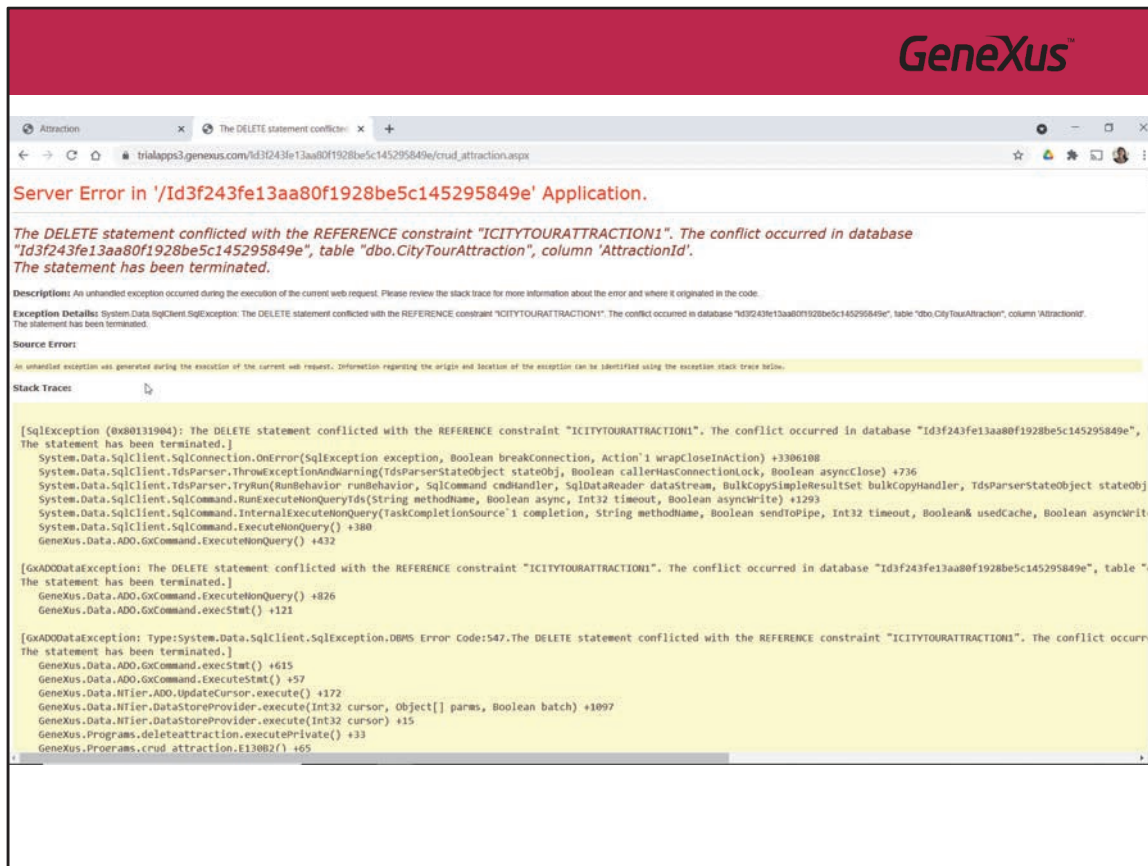 GeneXus™
Attraction
The DELETE statement conflicted
trialapps3.genexus.com/Id3f243fe13aa80f1928be5c145295849e/crud_attraction.aspx
Server Error in '/Id3f243fe13aa80f1928be5c145295849e' Application.
The DELETE statement conflicted with the REFERENCE constraint "ICITYTOURATTRACTION1". The conflict occurred in database
"Id3f243fe13aa80f1928be5c145295849e", table "dbo.CityTourAttraction", column 'AttractionId'.
The statement has been terminated.
Description: An unhandled exception occurred during the execution of the current web request. Please review the stack trace for more information about the error and where it originated in the code.
Exception Details: System.Data.SqlClient.SqlException: The DELETE statement conflicted with the REFERENCE constraint "ICITYTOURATTRACTION1". The conflict occurred in database "Id3f243fe13aa80f1928be5c145295849e", table "dbo.CityTourAttraction", column 'AttractionId'.
The statement has been terminated.
Source Error:
An unhandled exception was generated during the execution of the current web request. Information regarding the origin and location of the exception can be identified using the exception stack trace below.
Stack Trace:
[SqlException (0x80131904): The DELETE statement conflicted with the REFERENCE constraint "ICITYTOURATTRACTION1". The conflict occurred in database "Id3f243fe13aa80f1928be5c145295849e",
The statement has been terminated.]
System.Data.SqlClient.SqlConnection.OnError(SqlException exception, Boolean breakConnection, Action`1 wrapCloseInAction) +3306108
System.Data.SqlClient.TdsParser.ThrowExceptionAndWarning(TdsParserStateObject stateObj, Boolean callerHasConnectionLock, Boolean asyncClose) +736
System.Data.SqlClient.TdsParser.TryRun(RunBehavior runBehavior, SqlCommand cmdHandler, SqlDataReader dataStream, BulkCopySimpleResultSet bulkCopyHandler, TdsParserStateObject stateObj
System.Data.SqlClient.SqlCommand.RunExecuteNonQueryTds(String methodName, Boolean async, Int32 timeout, Boolean asyncWrite) +1293
System.Data.SqlClient.SqlCommand.InternalExecuteNonQuery(TaskCompletionSource`1 completion, String methodName, Boolean sendToPipe, Int32 timeout, Boolean& usedCache, Boolean asyncWrit
System.Data.SqlClient.SqlCommand.ExecuteNonQuery() +380
GeneXus.Data.ADO.GxCommand.ExecuteNonQuery() +432
[GxADODataException: The DELETE statement conflicted with the REFERENCE constraint "ICITYTOURATTRACTION1". The conflict occurred in database "Id3f243fe13aa80f1928be5c145295849e", table "
The statement has been terminated.]
GeneXus.Data.ADO.GxCommand.ExecuteNonQuery() +826
GeneXus.Data.ADO.GxCommand.execStmt() +121
[GxADODataException: Type:System.Data.SqlClient.SqlException.DBMS Error Code:547.The DELETE statement conflicted with the REFERENCE constraint "ICITYTOURATTRACTION1". The conflict occurr
The statement has been terminated.]
GeneXus.Data.ADO.GxCommand.execStmt() +615
GeneXus.Data.ADO.GxCommand.ExecuteStmt() +57
GeneXus.Data.NTier.ADO.UpdateCursor.execute() +172
GeneXus.Data.NTier.DataStoreProvider.execute(Int32 cursor, Object[] parms, Boolean batch) +1097
GeneXus.Data.NTier.DataStoreProvider.execute(Int32 cursor) +15
GeneXus.Programs.deleteattraction.executePrivate() +33
GeneXus.Programs.crud_attraction.E130B2() +65